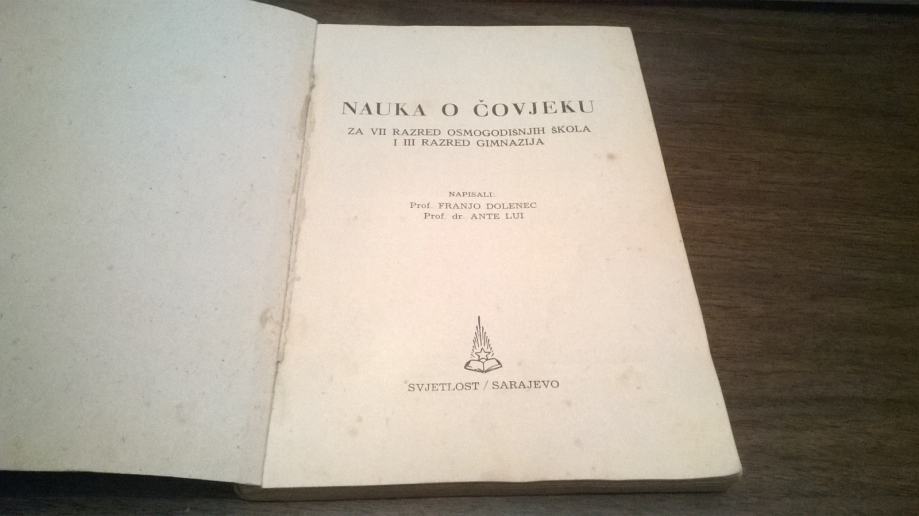 NAUKA O ČOVJEKU
ZA VII RAZRED OSMOGODIŠNJIH ŠKOLA
I III RAZRED GIMNAZIJA
NAPISALI:
Prof. FRANJO DOLENEC
Prof. dr. ANTE LUI
SVJETLOST / SARAJEVO